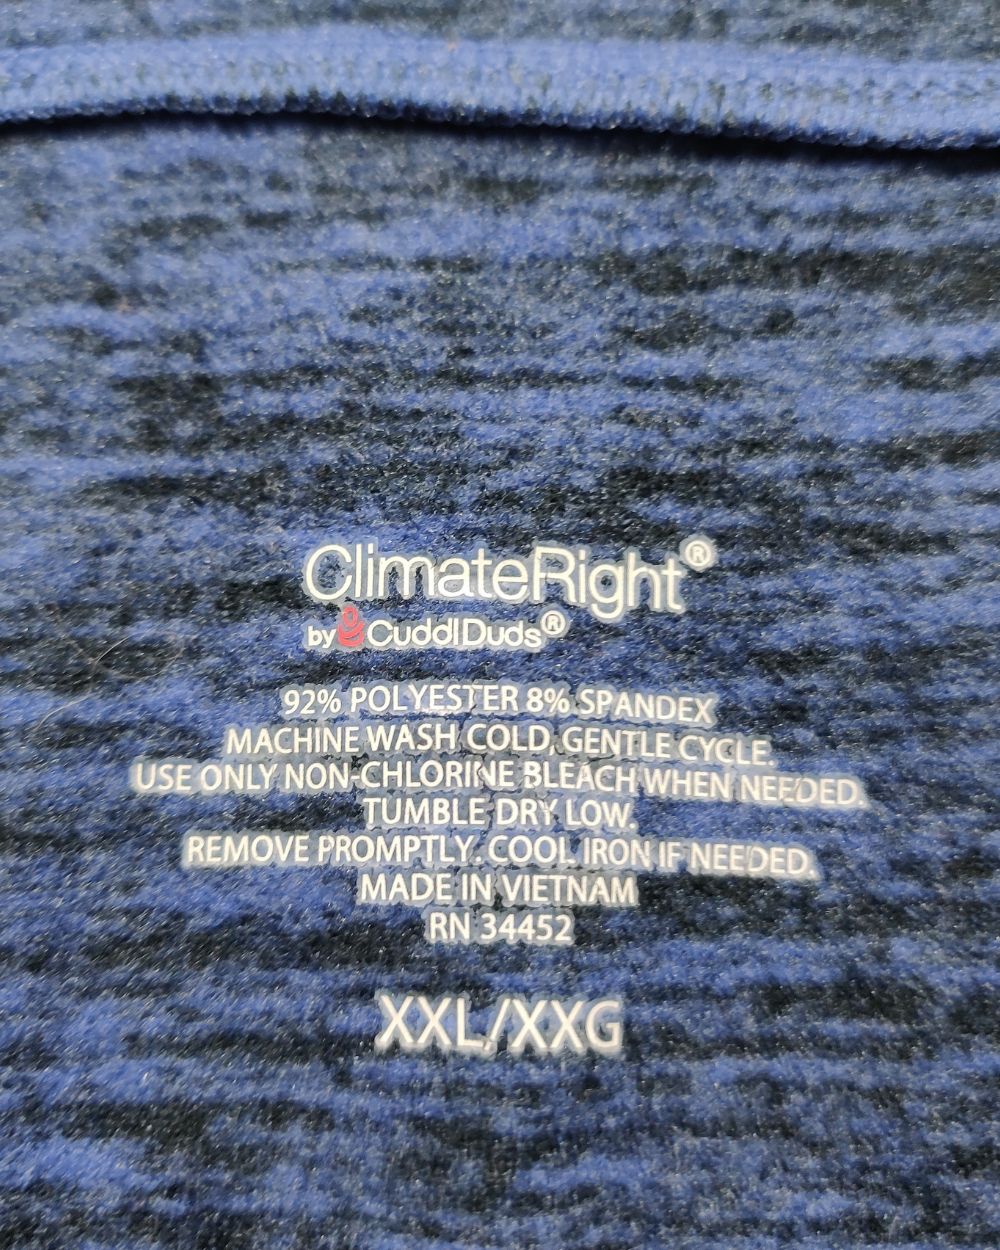 ClimateRight®
by CuddlDuds®
92% POLYESTER 8% SPANDEX
MACHINE WASH COLD, GENTLE CYCLE.
USE ONLY NON-CHLORINE BLEACH WHEN NEEDED.
TUMBLE DRY LOW.
REMOVE PROMPTLY. COOL IRON IF NEEDED.
MADE IN VIETNAM
RN 34452
XXL/XXG